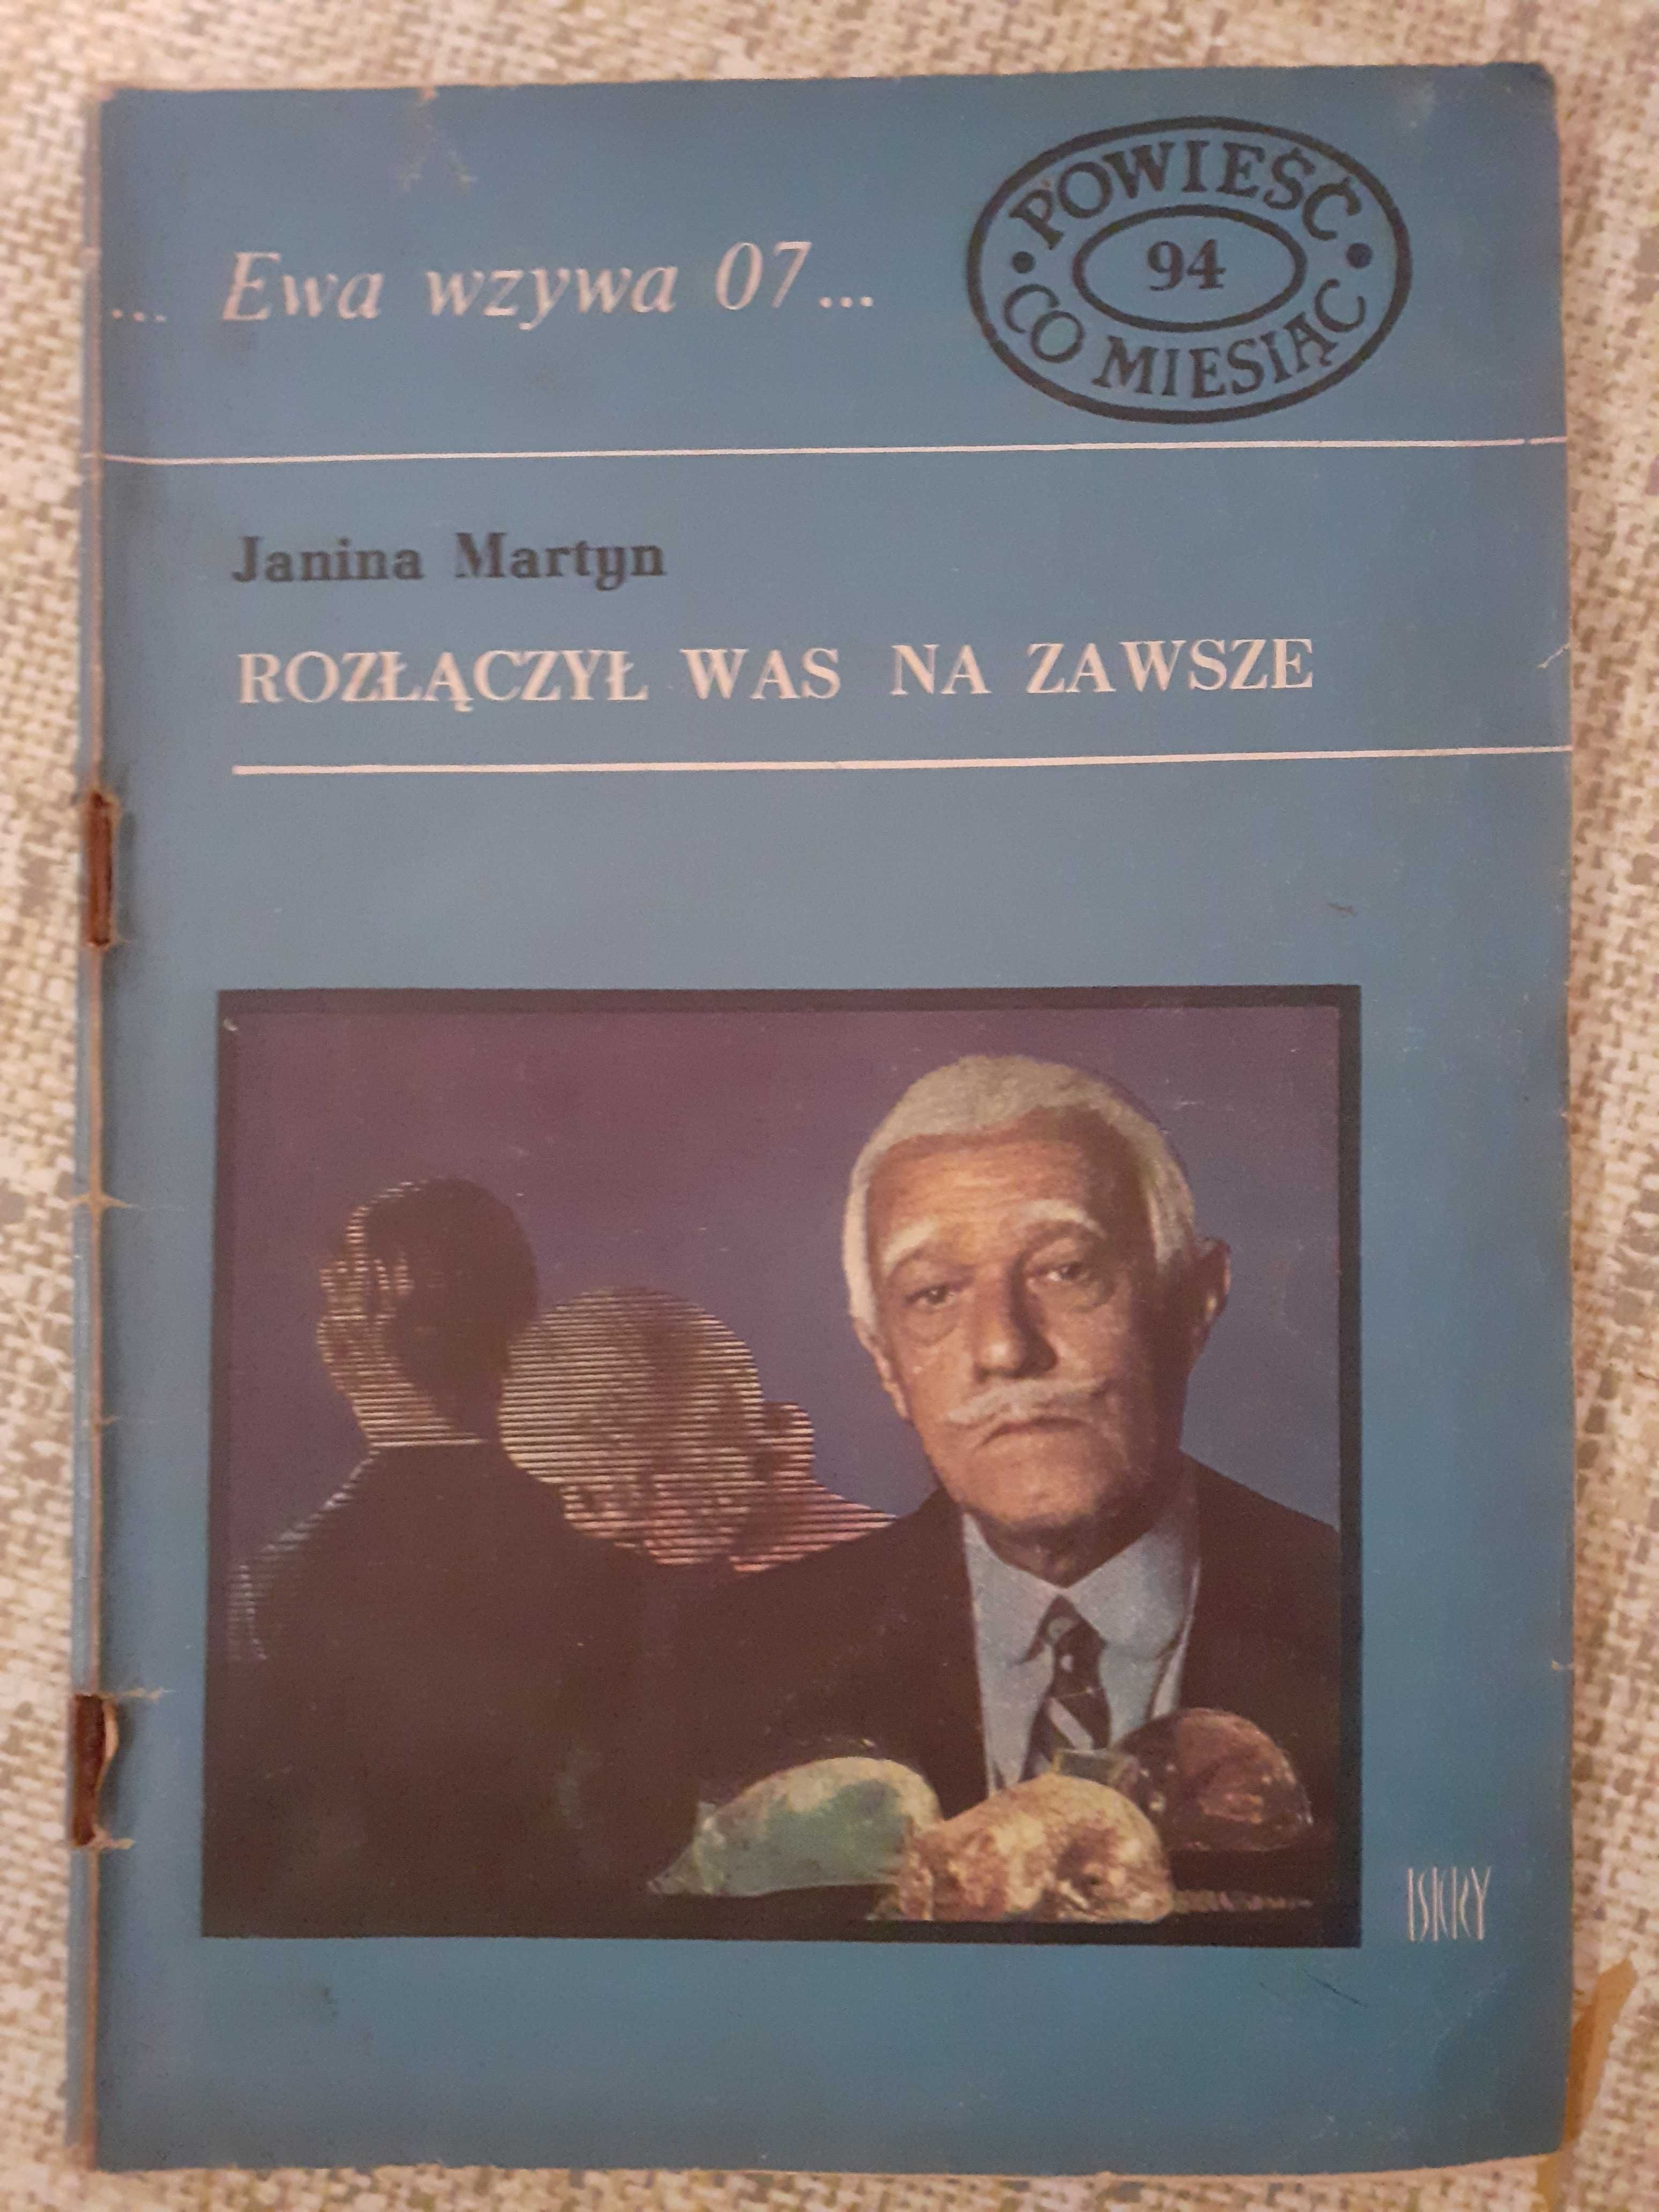 ... Ewa wzywa 07...
POWIEŚĆ
94
CO MIESIĄC
Janina Martyn
ROZŁĄCZYŁ WAS NA ZAWSZE
ISKRY